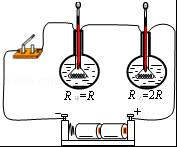 R =R R =2R
+